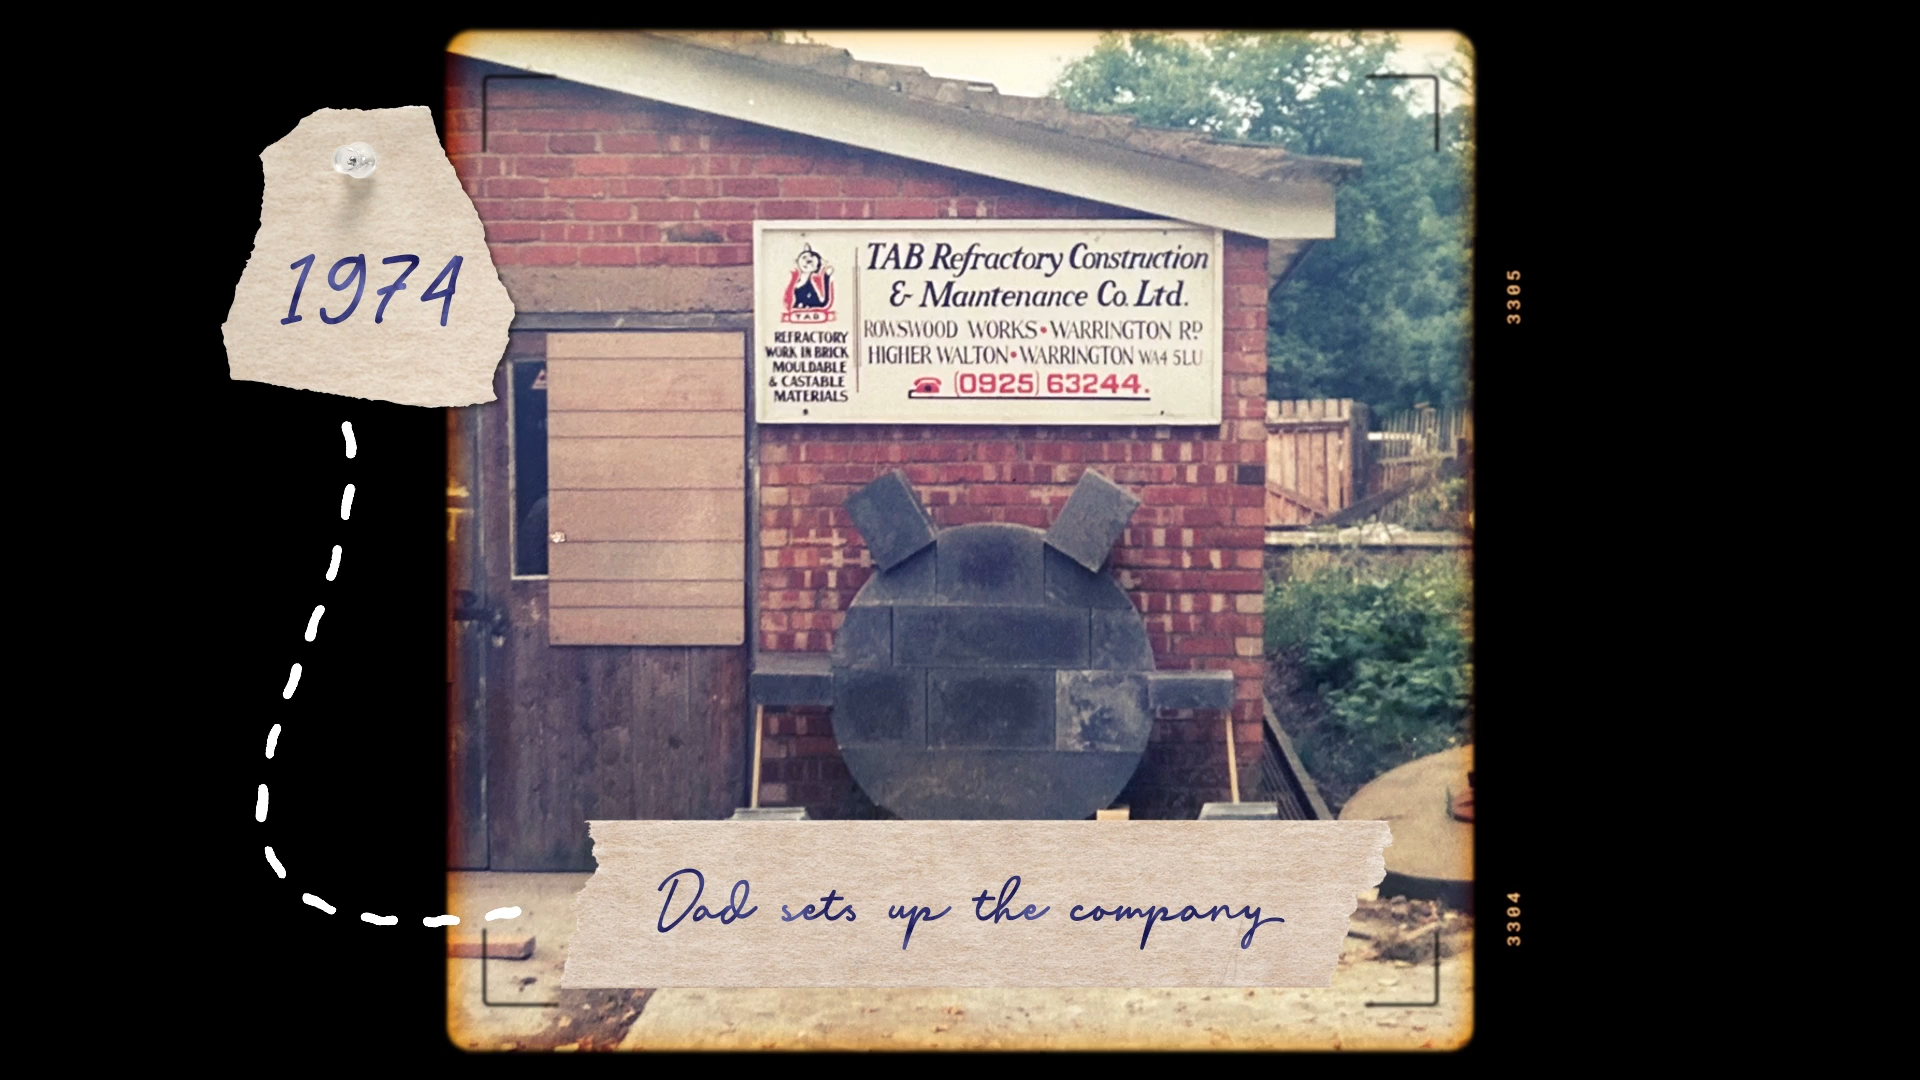 1974
TAB Refractory Construction
& Maintenance Co. Ltd.
ROWSWOOD WORKS • WARRINGTON RD
HIGHER WALTON • WARRINGTON WA4 5LU
(0925) 63244.
TAB
REFRACTORY
WORK IN BRICK
MOULDABLE
& CASTABLE
MATERIALS
Dad sets up the company
3305
3304